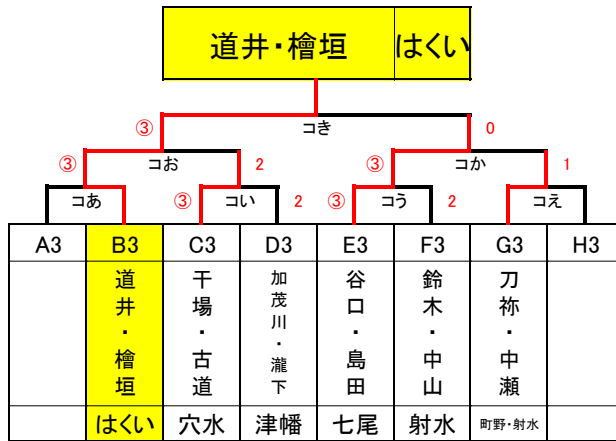 道井・檜垣 はくい
③ コき 0
③ コお 2 ③ コか 1
コあ ③ コい 2 ③ コう 2 コえ
A3 B3 C3 D3 E3 F3 G3 H3
道井・檜垣 干場・古道 加茂川・瀧下 谷口・島田 鈴木・中山 刀祢・中瀬
はくい 穴水 津幡 七尾 射水 町野・射水